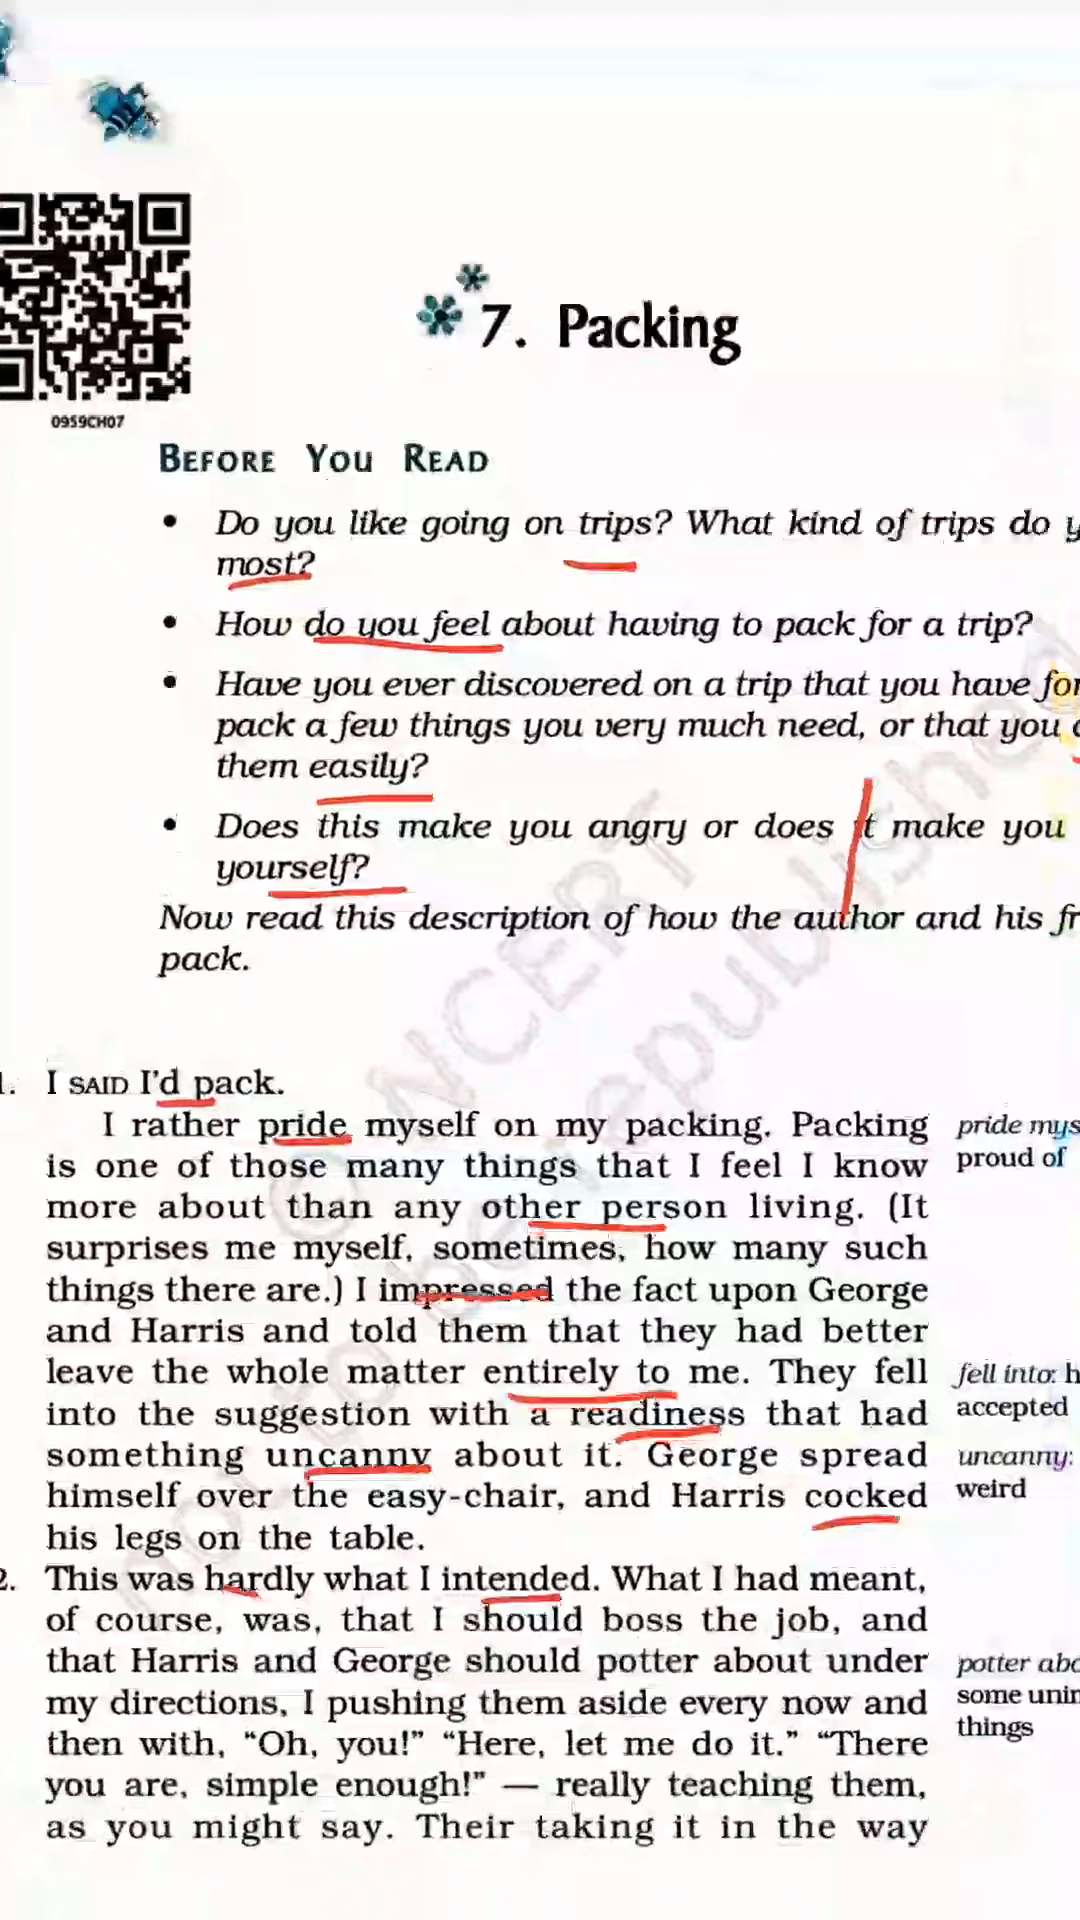 0959CH07
7. Packing
BEFORE YOU READ
• Do you like going on trips? What kind of trips do
most?
• How do you feel about having to pack for a trip?
• Have you ever discovered on a trip that you have
pack a few things you very much need, or that you
them easily?
• Does this make you angry or does it make you
yourself?
Now read this description of how the author and his
pack.
1. I SAID I'd pack.
I rather pride myself on my packing. Packing
is one of those many things that I feel I know
more about than any other person living. (It
surprises me myself, sometimes, how many such
things there are.) I impressed the fact upon George
and Harris and told them that they had better
leave the whole matter entirely to me. They fell
into the suggestion with a readiness that had
something uncanny about it. George spread
himself over the easy-chair, and Harris cocked
his legs on the table.
pride
proud of
fell into:
accepted
uncanny:
weird
2. This was hardly what I intended. What I had meant,
of course, was, that I should boss the job, and
that Harris and George should potter about under
my directions, I pushing them aside every now and
then with, “Oh, you!” “Here, let me do it.” “There
you are, simple enough!” — really teaching them,
as you might say. Their taking it in the way
potter
some
things
© NCERT
not to be republished